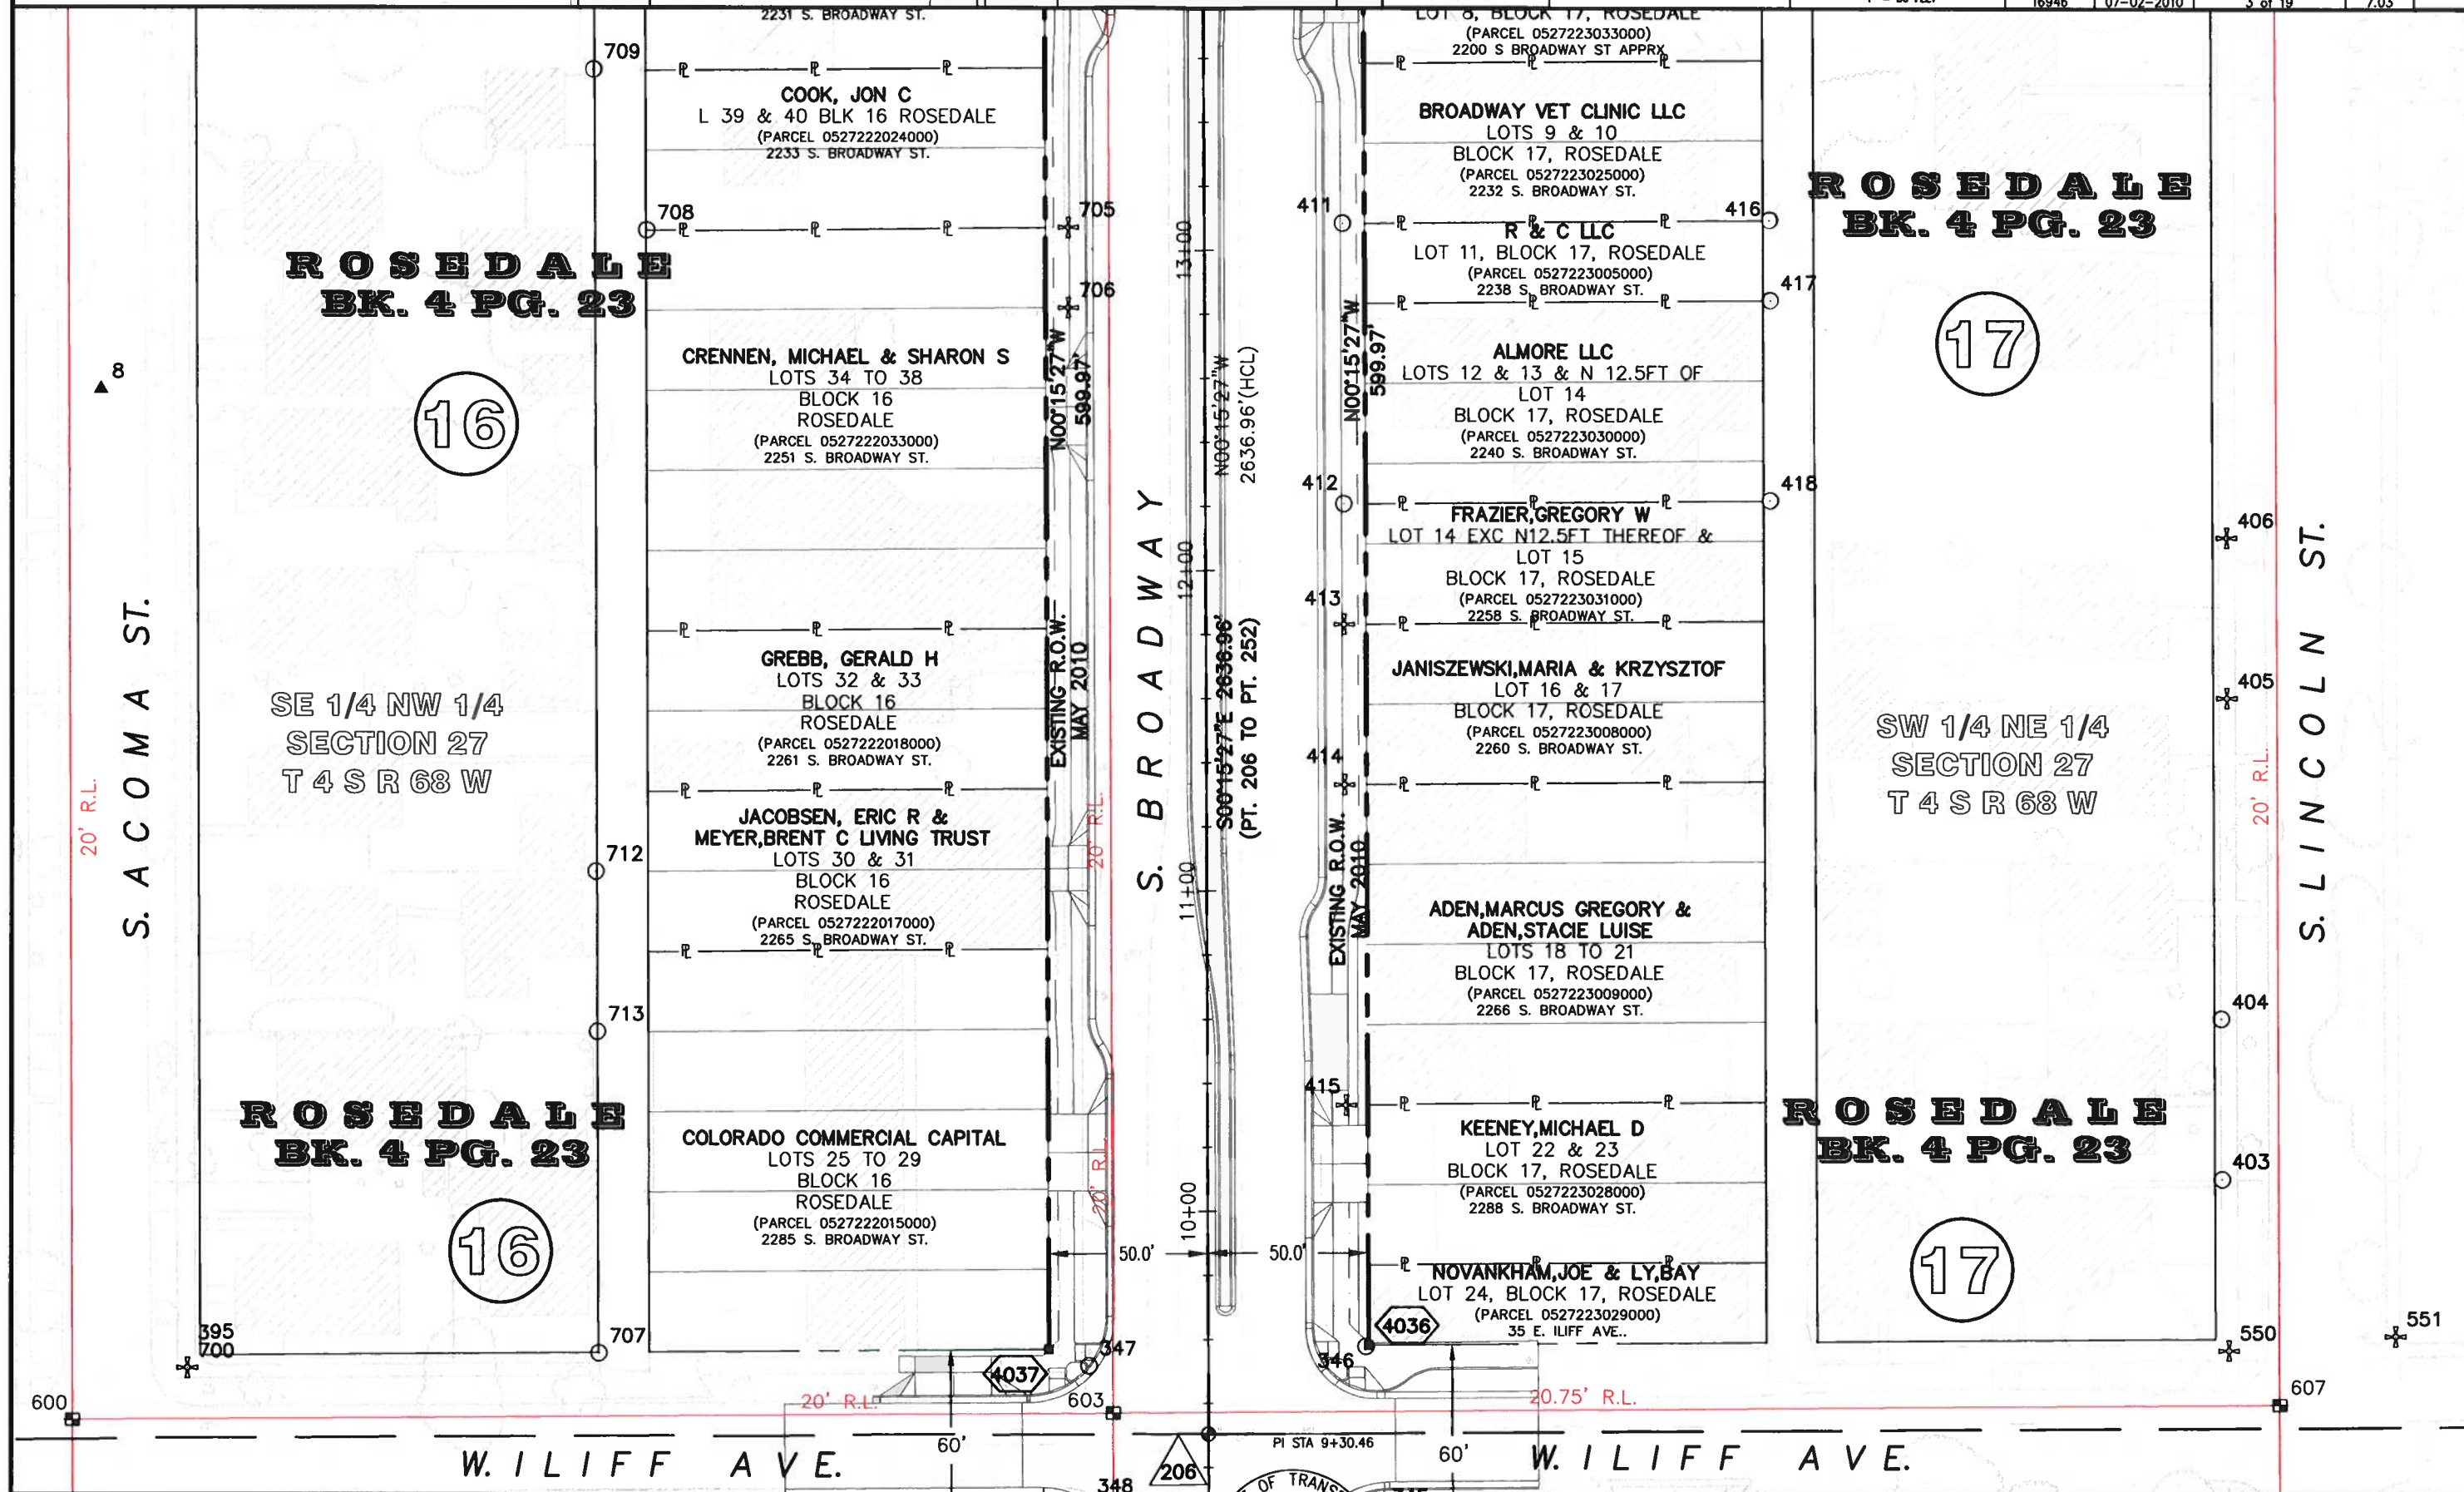 16946
07-02-2010
3 of 19
7.03
2231 S. BROADWAY ST.
709
COOK, JON C
L 39 & 40 BLK 16 ROSEDALE
(PARCEL 0527222024000)
2233 S. BROADWAY ST.
708
705
706
ROSEDALE
BK. 4 PG. 23
16
8
CRENNEN, MICHAEL & SHARON S
LOTS 34 TO 38
BLOCK 16
ROSEDALE
(PARCEL 0527222033000)
2251 S. BROADWAY ST.
N00°15'27"W
599.97'
GREBB, GERALD H
LOTS 32 & 33
BLOCK 16
ROSEDALE
(PARCEL 0527222018000)
2261 S. BROADWAY ST.
EXISTING R.O.W.
MAY 2010
S. ACOMA ST.
20' R.L.
SE 1/4 NW 1/4
SECTION 27
T 4 S R 68 W
JACOBSEN, ERIC R &
MEYER,BRENT C LIVING TRUST
LOTS 30 & 31
BLOCK 16
ROSEDALE
(PARCEL 0527222017000)
2265 S. BROADWAY ST.
712
713
ROSEDALE
BK. 4 PG. 23
16
COLORADO COMMERCIAL CAPITAL
LOTS 25 TO 29
BLOCK 16
ROSEDALE
(PARCEL 0527222015000)
2285 S. BROADWAY ST.
395
700
707
600
4037
347
603
20' R.L.
20' R.L.
20' R.L.
S. BROADWAY
13+00
12+00
11+00
10+00
N00°15'27"W
2636.96'(HCL)
S00°15'27"E 2636.96'
(PT. 206 TO PT. 252)
50.0'
50.0'
LOT 8, BLOCK 17, ROSEDALE
(PARCEL 0527223033000)
2200 S BROADWAY ST APPRX
BROADWAY VET CLINIC LLC
LOTS 9 & 10
BLOCK 17, ROSEDALE
(PARCEL 0527223025000)
2232 S. BROADWAY ST.
411
416
R & C LLC
LOT 11, BLOCK 17, ROSEDALE
(PARCEL 0527223005000)
2238 S. BROADWAY ST.
417
N00°15'27"W
599.97'
ALMORE LLC
LOTS 12 & 13 & N 12.5FT OF
LOT 14
BLOCK 17, ROSEDALE
(PARCEL 0527223030000)
2240 S. BROADWAY ST.
412
418
FRAZIER,GREGORY W
LOT 14 EXC N12.5FT THEREOF &
LOT 15
BLOCK 17, ROSEDALE
(PARCEL 0527223031000)
2258 S. BROADWAY ST.
413
JANISZEWSKI,MARIA & KRZYSZTOF
LOT 16 & 17
BLOCK 17, ROSEDALE
(PARCEL 0527223008000)
2260 S. BROADWAY ST.
414
EXISTING R.O.W.
MAY 2010
ADEN,MARCUS GREGORY &
ADEN,STACIE LUISE
LOTS 18 TO 21
BLOCK 17, ROSEDALE
(PARCEL 0527223009000)
2266 S. BROADWAY ST.
415
KEENEY,MICHAEL D
LOT 22 & 23
BLOCK 17, ROSEDALE
(PARCEL 0527223028000)
2288 S. BROADWAY ST.
NOVANKHAM,JOE & LY,BAY
LOT 24, BLOCK 17, ROSEDALE
(PARCEL 0527223029000)
35 E. ILIFF AVE..
4036
346
ROSEDALE
BK. 4 PG. 23
17
406
405
SW 1/4 NE 1/4
SECTION 27
T 4 S R 68 W
20' R.L.
S. LINCOLN ST.
404
ROSEDALE
BK. 4 PG. 23
403
17
550
551
607
20.75' R.L.
W. ILIFF AVE.
60'
206
348
PI STA 9+30.46
60'
W. ILIFF AVE.
OF TRANS